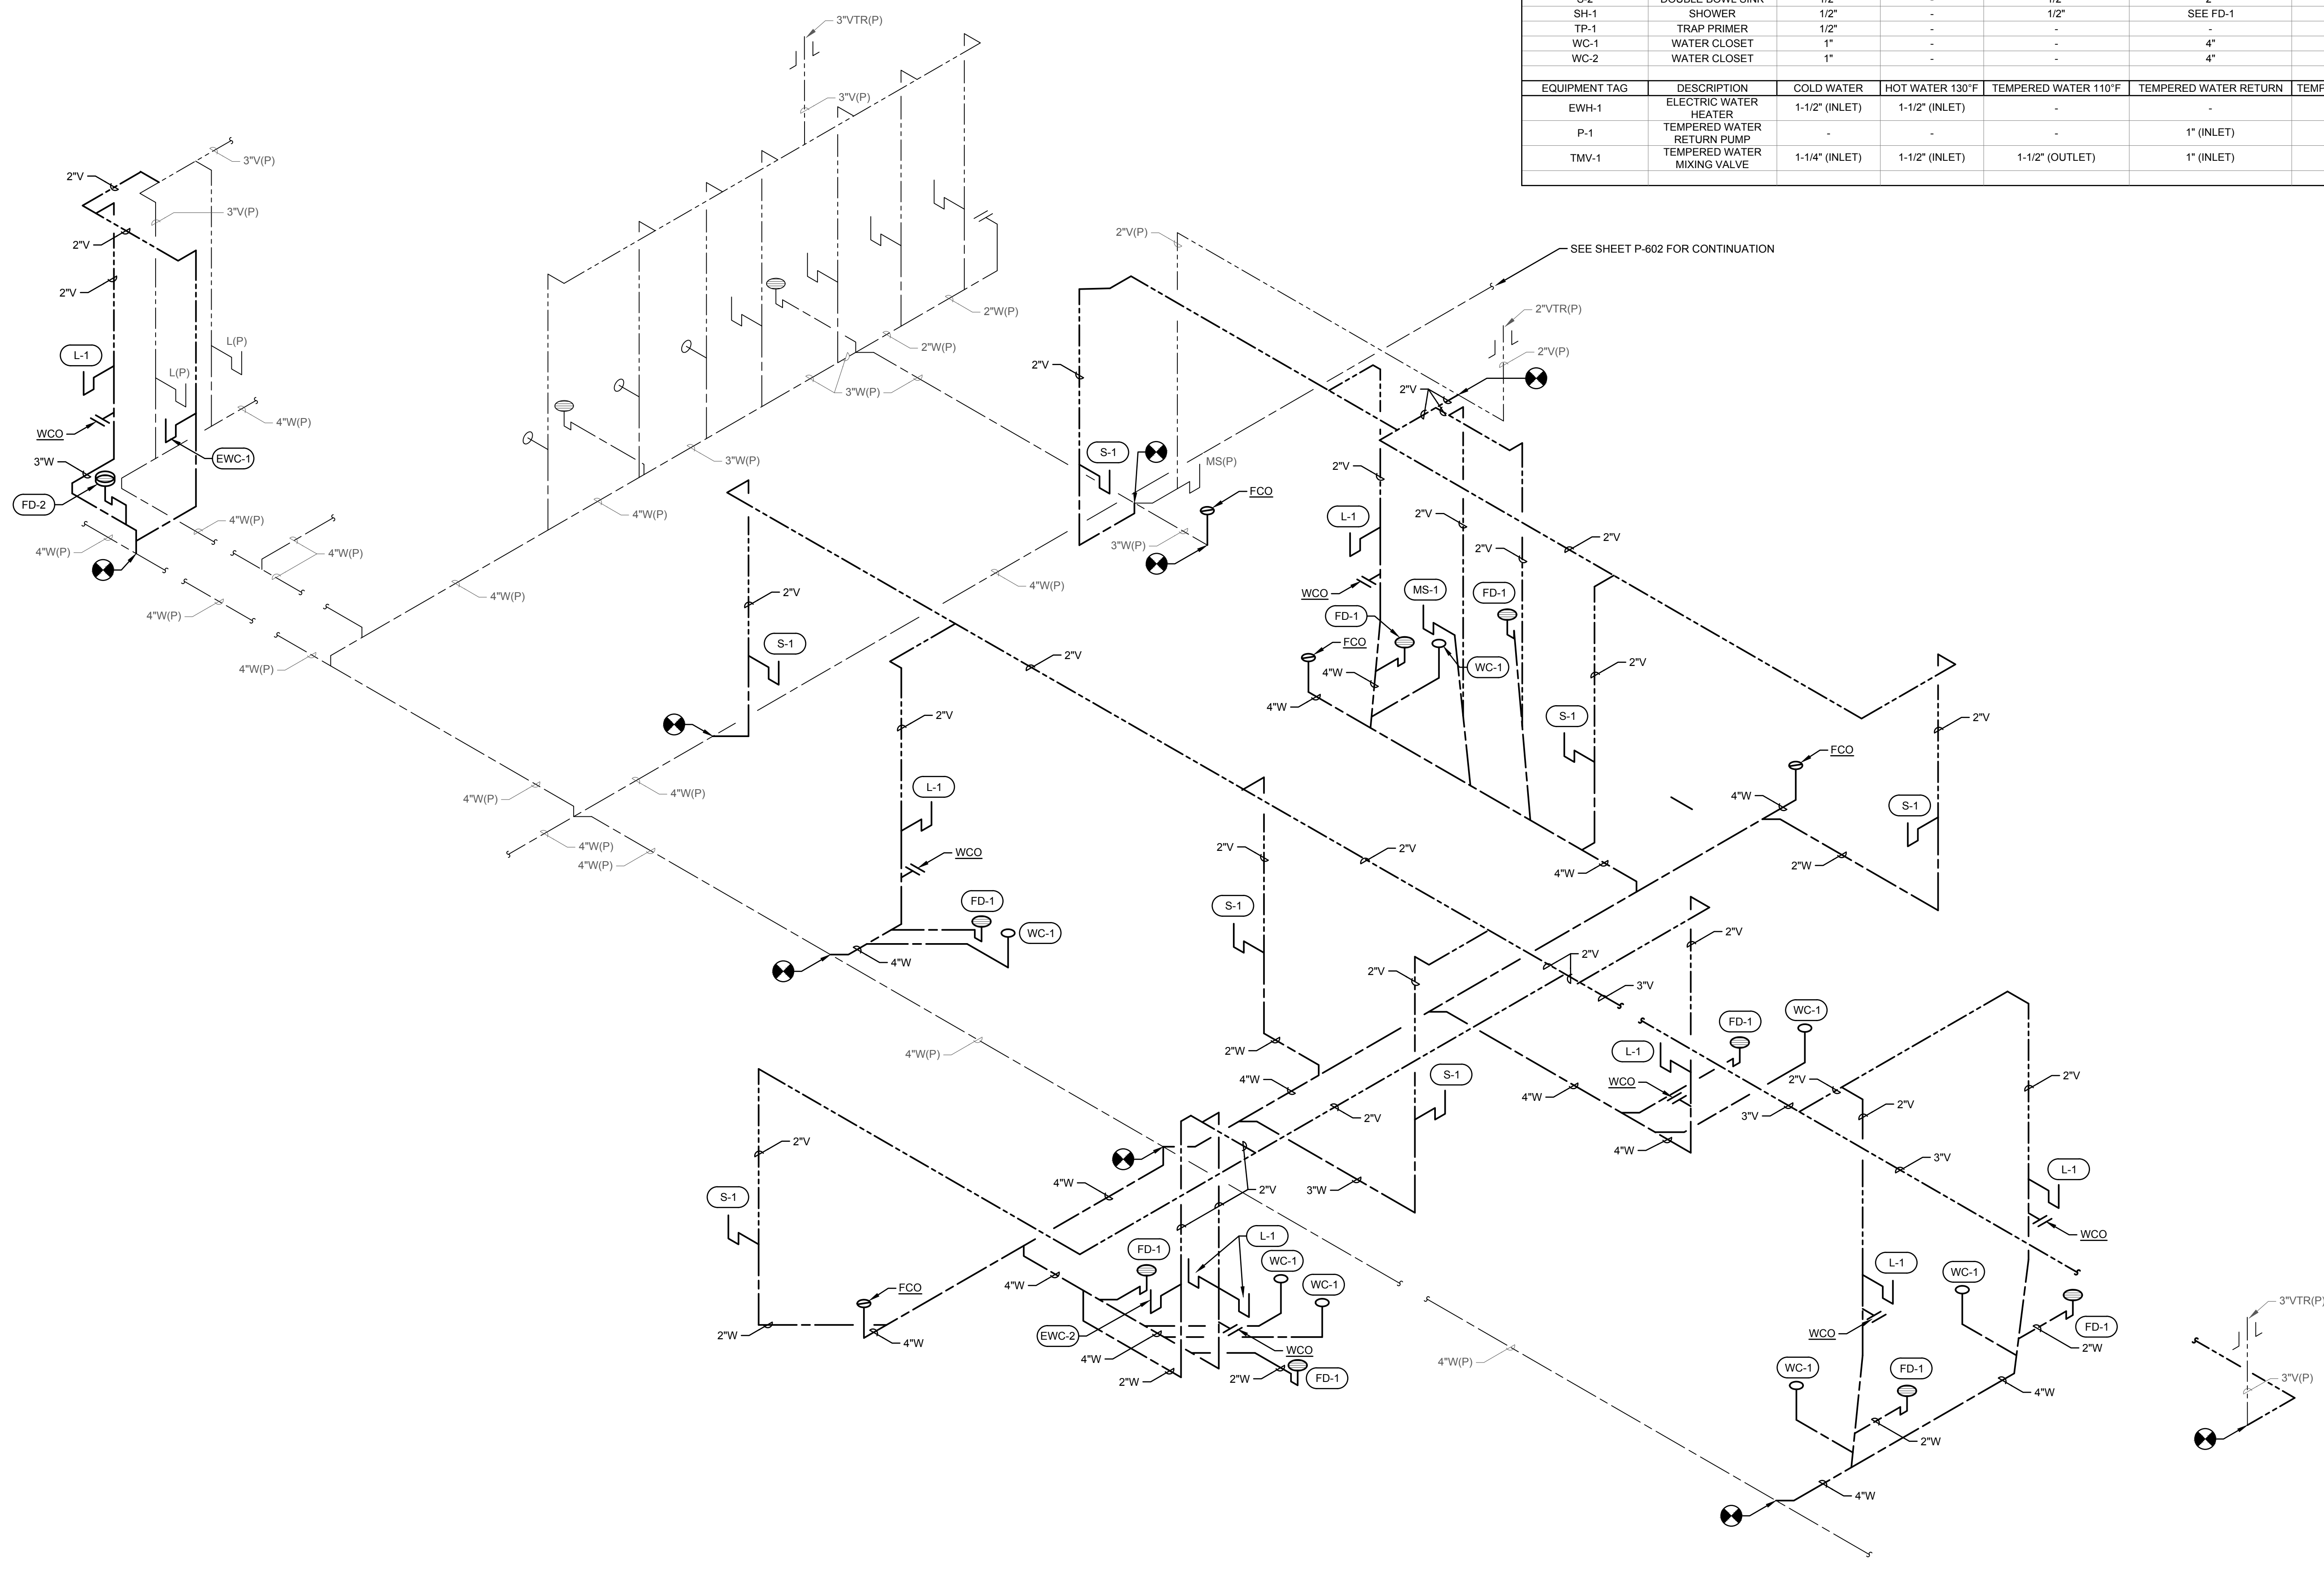 SH-1 SHOWER 1/2" - 1/2" SEE FD-1
TP-1 TRAP PRIMER 1/2" - - -
WC-1 WATER CLOSET 1" - - 4"
WC-2 WATER CLOSET 1" - - 4"
EQUIPMENT TAG DESCRIPTION COLD WATER HOT WATER 130°F TEMPERED WATER 110°F TEMPERED WATER RETURN
EWH-1 ELECTRIC WATER HEATER 1-1/2" (INLET) 1-1/2" (INLET) - -
P-1 TEMPERED WATER RETURN PUMP - - - 1" (INLET)
TMV-1 TEMPERED WATER MIXING VALVE 1-1/4" (INLET) 1-1/2" (INLET) 1-1/2" (OUTLET) 1" (INLET)
3"VTR(P)
3"V(P)
3"V(P)
2"V
3"V(P)
2"V
2"V
L-1
L(P)
L(P)
WCO
4"W(P)
3"W
EWC-1
FD-2
4"W(P)
4"W(P)
4"W(P)
4"W(P)
4"W(P)
4"W(P)
4"W(P)
3"W(P)
3"W(P)
2"W(P)
2"W(P)
2"V(P)
SEE SHEET P-602 FOR CONTINUATION
2"VTR(P)
2"V(P)
2"V
2"V
S-1
MS(P)
FCO
3"W(P)
4"W(P)
2"V
L-1
2"V
2"V
2"V
WCO
MS-1
FD-1
FD-1
FCO
WC-1
4"W
4"W
2"V
S-1
2"V
S-1
2"V
2"V
FCO
4"W
S-1
2"W
4"W
2"V
4"W(P)
4"W(P)
4"W(P)
4"W(P)
L-1
WCO
FD-1
WC-1
4"W
2"V
2"V
S-1
2"V
2"V
2"V
3"V
2"W
4"W(P)
4"W
S-1
2"V
FD-1
WC-1
L-1
WCO
4"W
4"W
2"V
3"V
2"V
2"V
3"V
L-1
WCO
2"V
S-1
4"W
3"W
2"V
FD-1
L-1
WC-1
WC-1
4"W
FCO
2"W
4"W
EWC-2
4"W
WCO
2"W
2"W
FD-1
4"W(P)
L-1
WC-1
WCO
FD-1
2"W
WC-1
FD-1
4"W
2"W
4"W
3"VTR(P)
3"V(P)